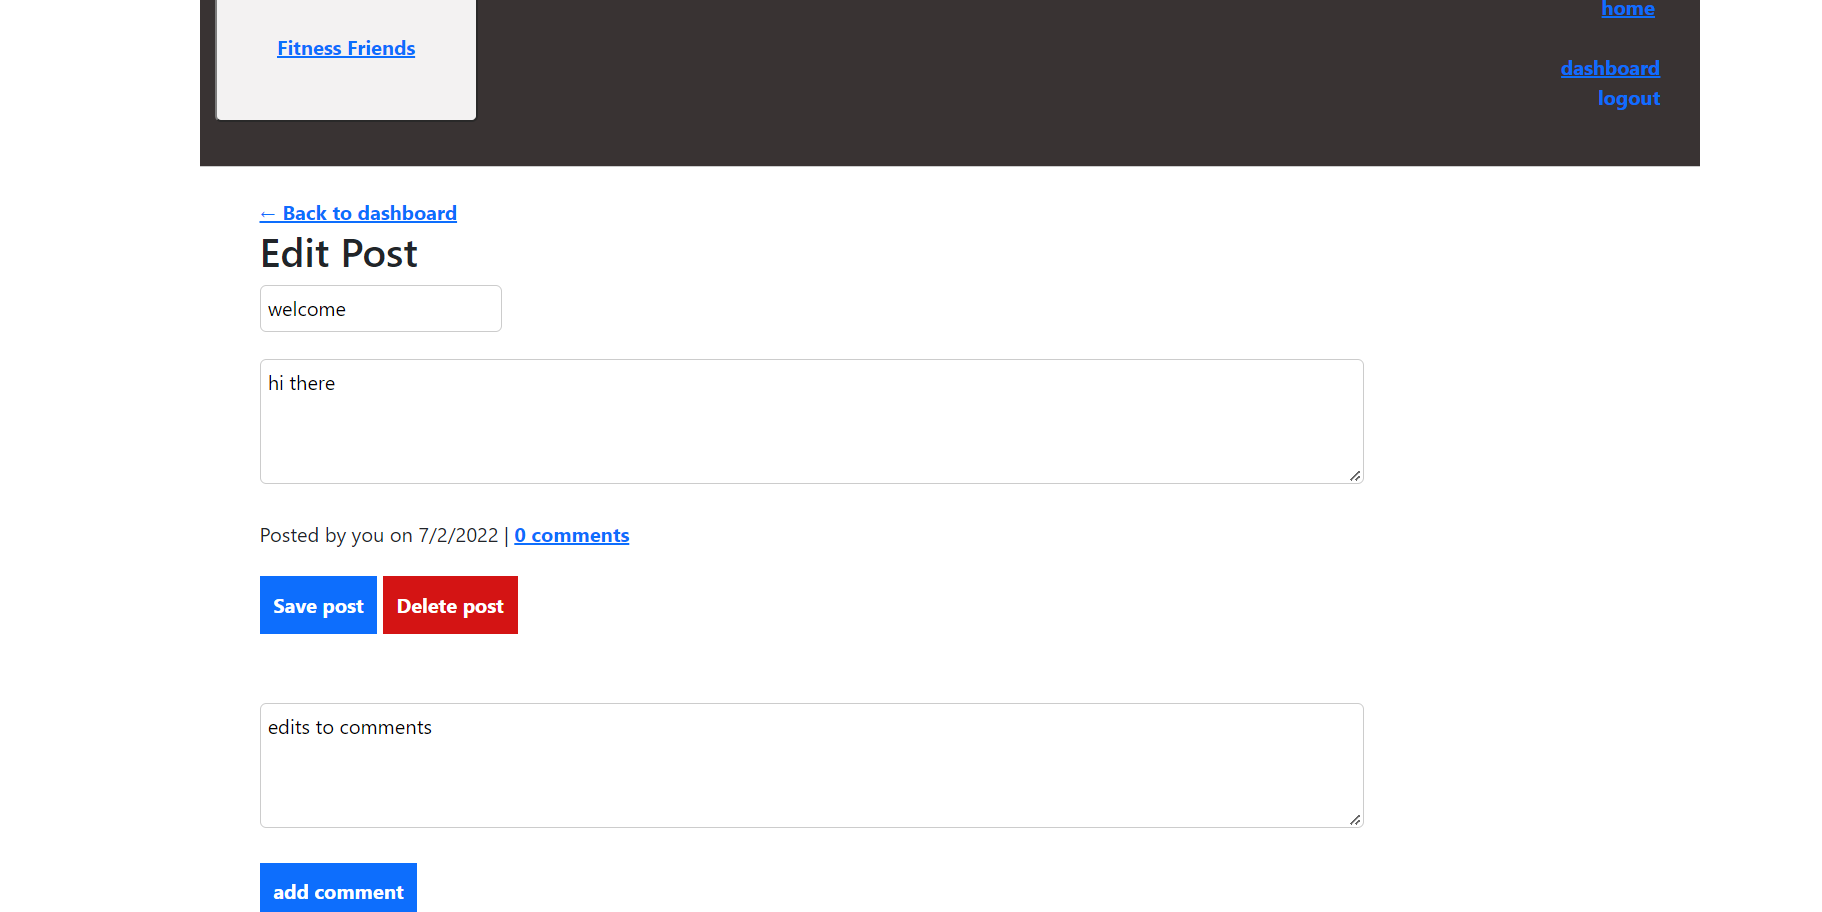 home
Fitness Friends
dashboard
logout
← Back to dashboard
Edit Post
welcome
hi there
Posted by you on 7/2/2022 | 0 comments
Save post Delete post
edits to comments
add comment